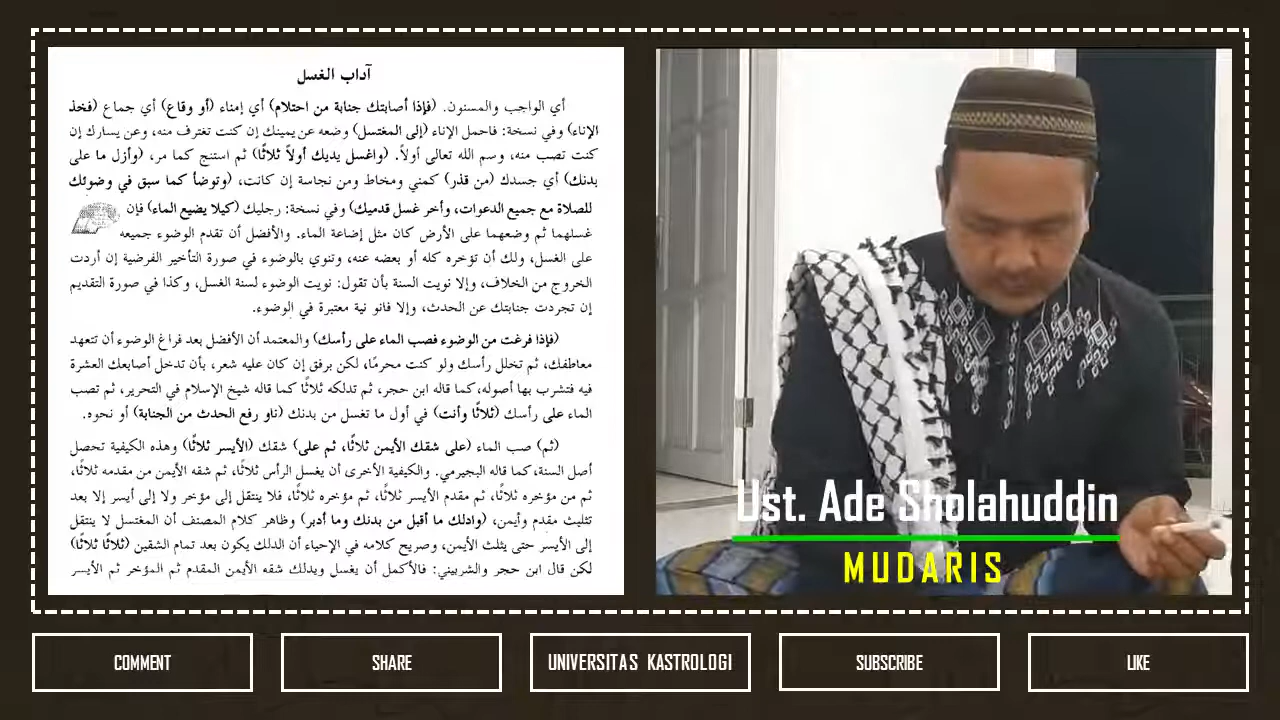 آداب الغسل
أي الواجب والمسنون. (فإذا أصابتك جنابة من احتلام) أي إمناء (أو وقاع) أي جماع (فخذ
الإناء) وفي نسخة: فاحمل الإناء (إلى المغتسل) وضعه عن يمينك إن كنت تغترف منه، وعن يسارك إن
كنت تصب منه، وسم الله تعالى أولاً. (واغسل يديك أولاً ثلاثًا) ثم استنج كما مر، (وأزل ما على
بدنك) أي جسدك (من قذر) كمني ومخاط ومن نجاسة إن كانت، (وتوضأ كما سبق في وضوئك
للصلاة مع جميع الدعوات، وأخر غسل قدميك) وفي نسخة: رجليك (كيلا يضيع الماء) فإن
غسلهما ثم وضعهما على الأرض كان مثل إضاعة الماء. والأفضل أن تقدم الوضوء جميعه
على الغسل، ولك أن تؤخره كله أو بعضه عنه، وتنوي بالوضوء في صورة التأخير الفرضية إن أردت
الخروج من الخلاف، وإلا نويت السنة بأن تقول: نويت الوضوء لسنة الغسل، وكذا في صورة التقديم
إن تجردت جنابتك عن الحدث، وإلا فانو نية معتبرة في الوضوء.
(فإذا فرغت من الوضوء فصب الماء على رأسك) والمعتمد أن الأفضل بعد فراغ الوضوء أن تتعهد
معاطفك، ثم تخلل رأسك ولو كنت محرمًا، لكن برفق إن كان عليه شعر، بأن تدخل أصابعك العشرة
فيه فتشرب بها أصوله، كما قاله ابن حجر، ثم تدلكه ثلاثًا كما قاله شيخ الإسلام في التحرير، ثم تصب
الماء على رأسك (ثلاثًا وأنت) في أول ما تغسل من بدنك (ناو رفع الحدث من الجنابة) أو نحوه.
(ثم) صب الماء (على شقك الأيمن ثلاثًا، ثم على) شقك (الأيسر ثلاثًا) وهذه الكيفية تحصل
أصل السنة، كما قاله البجيرمي. والكيفية الأخرى أن يغسل الرأس ثلاثًا، ثم شقه الأيمن من مقدمه ثلاثًا،
ثم من مؤخره ثلاثًا، ثم مقدم الأيسر ثلاثًا، ثم مؤخره ثلاثًا، فلا ينتقل إلى مؤخر ولا إلى أيسر إلا بعد
تثليث مقدم وأيمن، (وادلك ما أقبل من بدنك وما أدبر) وظاهر كلام المصنف أن المغتسل لا ينتقل
إلى الأيسر حتى يثلث الأيمن، وصريح كلامه في الإحياء أن الدلك يكون بعد تمام الشقين (ثلاثًا ثلاثًا)
لكن قال ابن حجر والشربيني: فالأكمل أن يغسل ويدلك شقه الأيمن المقدم ثم المؤخر ثم الأيسر
Ust. Ade Sholahuddin
MUDARIS
COMMENT
SHARE
UNIVERSITAS KASTROLOGI
SUBSCRIBE
LIKE